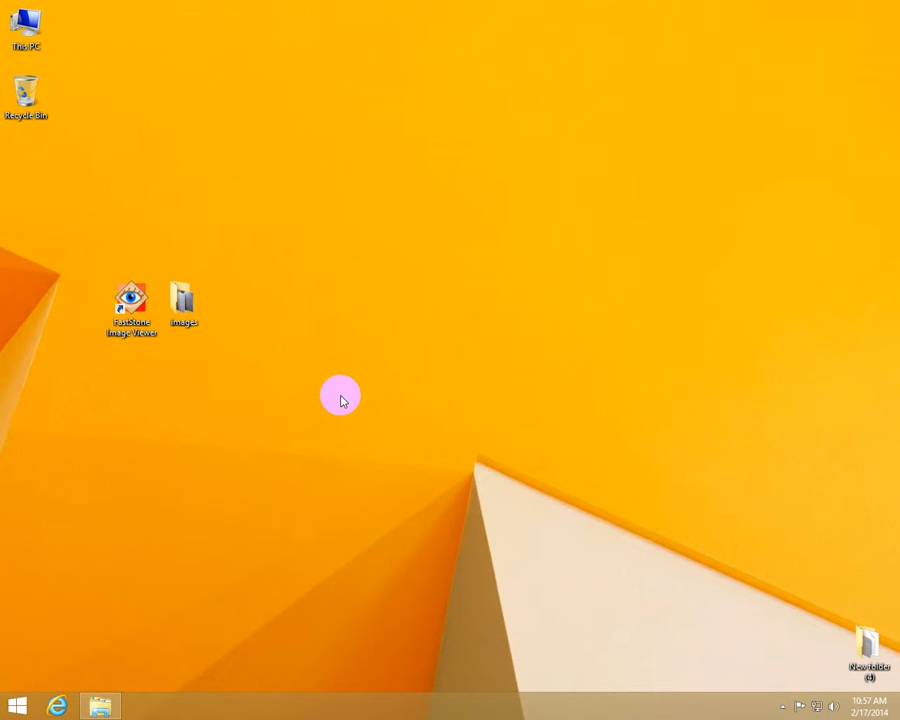 This PC
Recycle Bin
FastStone
Image Viewer
images
New folder
(4)
10:57 AM
2/17/2014